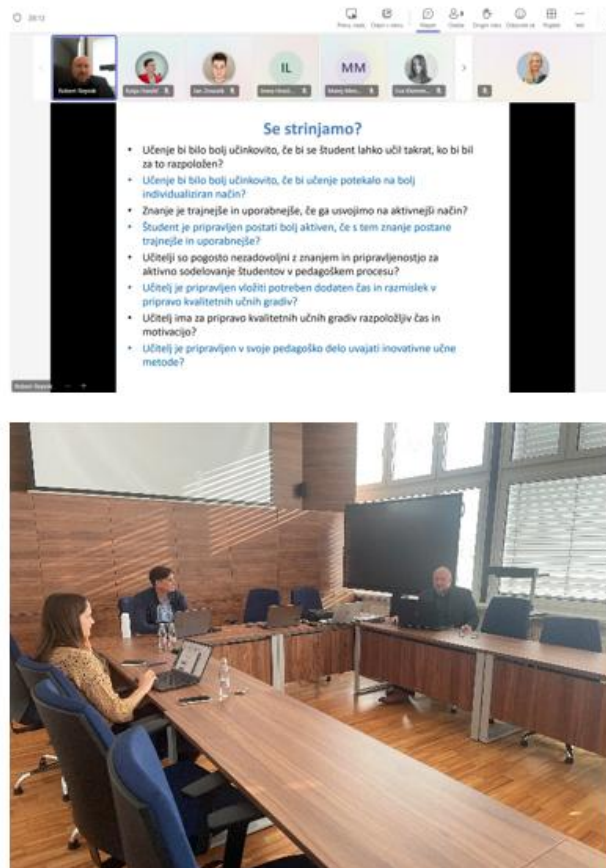 Se strinjamo?
• Učenje bi bilo bolj učinkovito, če bi se študent lahko učil takrat, ko bi bil
za to razpoložen?
• Učenje bi bilo bolj učinkovito, če bi učenje potekalo na bolj
individualiziran način?
• Znanje je trajnejše in uporabnejše, če ga usvojimo na aktivnejši način?
• Študent je pripravljen postati bolj aktiven, če s tem znanje postane
trajnejše in uporabnejše?
• Učitelji so pogosto nezadovoljni z znanjem in pripravljenostjo za
aktivno sodelovanje študentov v pedagoškem procesu?
• Učitelj je pripravljen vložiti potreben dodaten čas in razmislek v
pripravo kvalitetnih učnih gradiv?
• Učitelj ima za pripravo kvalitetnih učnih gradiv razpoložljiv čas in
motivacijo?
• Učitelj je pripravljen v svoje pedagoško delo uvajati inovativne učne
metode?
IL
MM
Robert Repnik